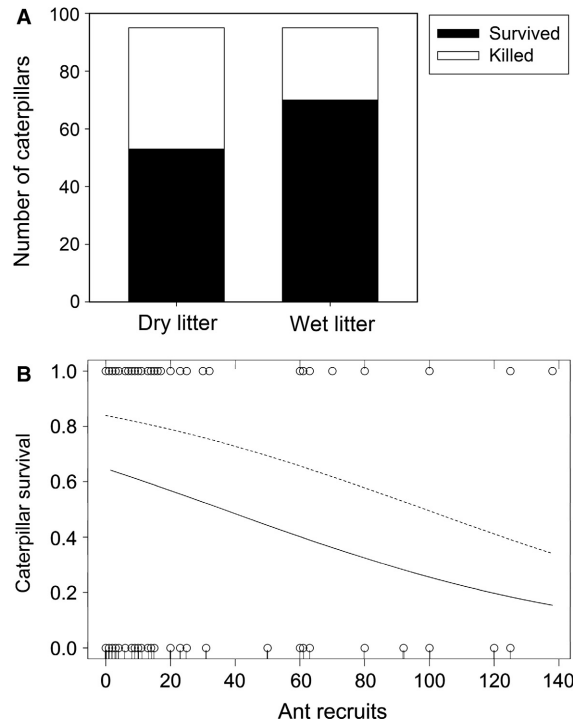 A
100
80
60
40
20
0
Number of caterpillars
Dry litter
Wet litter
Survived
Killed
B
1.0
0.8
0.6
0.4
0.2
0.0
Caterpillar survival
0 20 40 60 80 100 120 140
Ant recruits